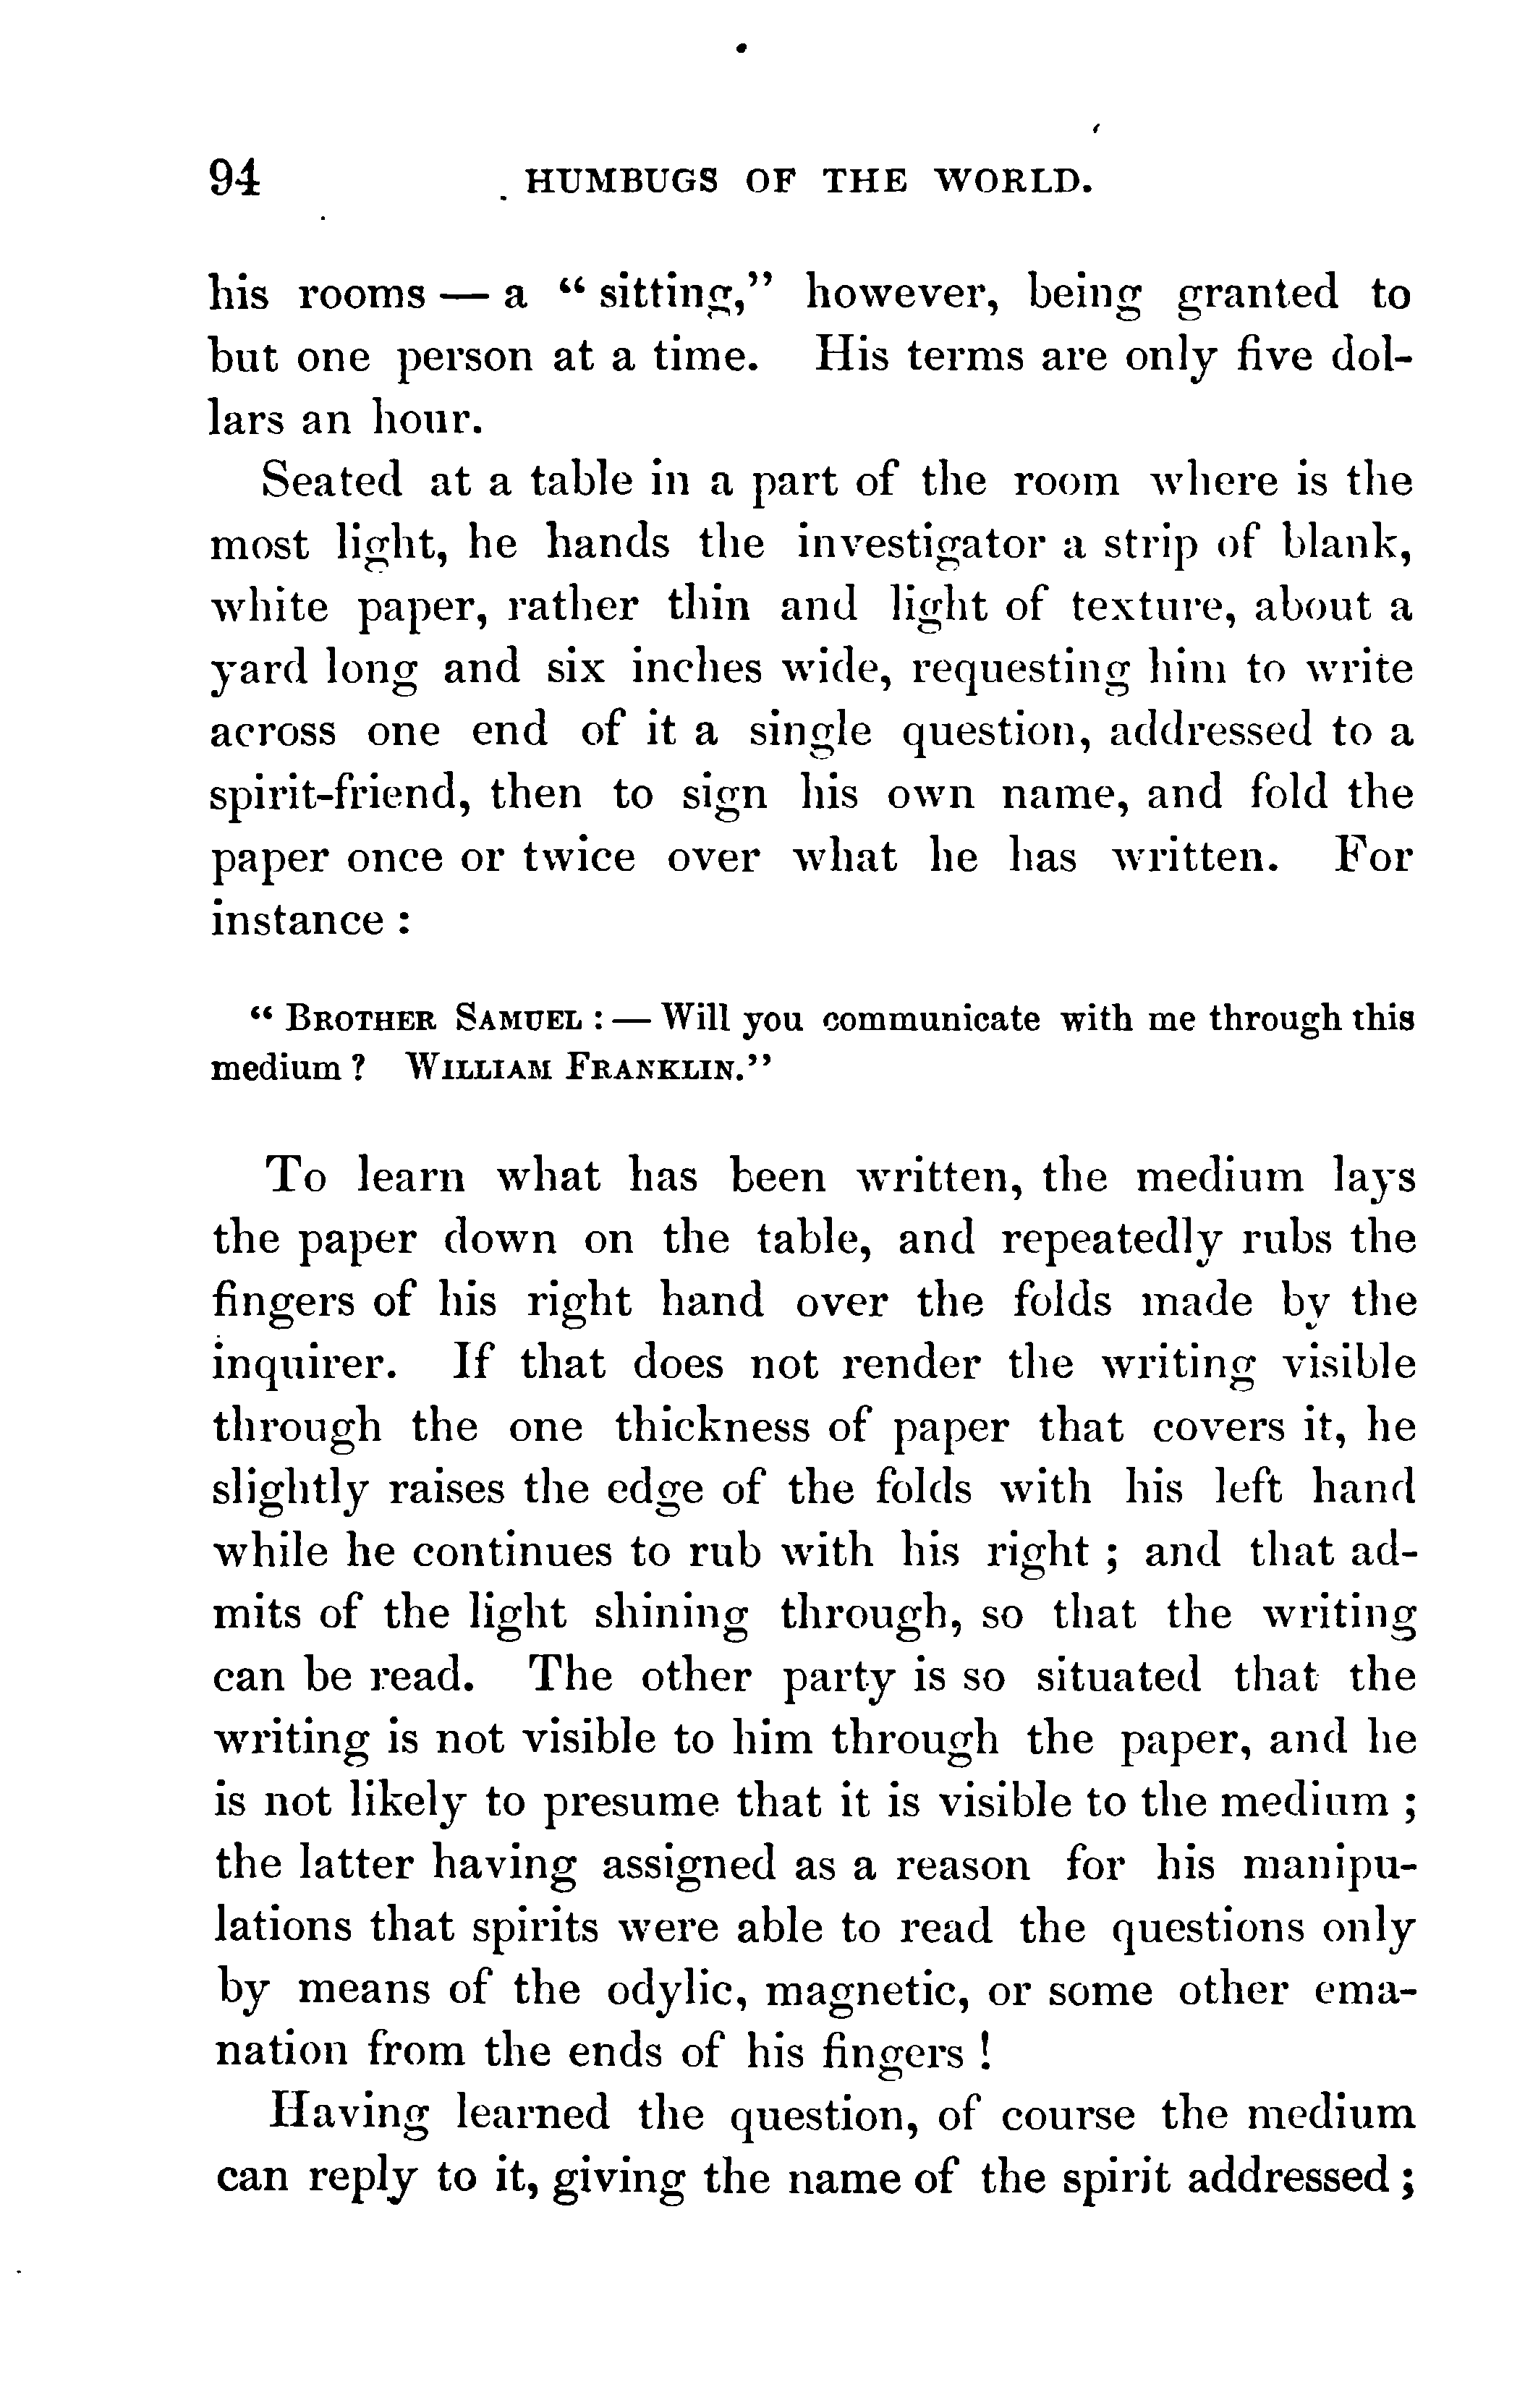 94 HUMBUGS OF THE WORLD.
his rooms — a “ sitting,” however, being granted to
but one person at a time. His terms are only five dol-
lars an hour.
Seated at a table in a part of the room where is the
most light, he hands the investigator a strip of blank,
white paper, rather thin and light of texture, about a
yard long and six inches wide, requesting him to write
across one end of it a single question, addressed to a
spirit-friend, then to sign his own name, and fold the
paper once or twice over what he has written. For
instance :
“ BROTHER SAMUEL : — Will you communicate with me through this
medium ? WILLIAM FRANKLIN.”
To learn what has been written, the medium lays
the paper down on the table, and repeatedly rubs the
fingers of his right hand over the folds made by the
inquirer. If that does not render the writing visible
through the one thickness of paper that covers it, he
slightly raises the edge of the folds with his left hand
while he continues to rub with his right ; and that ad-
mits of the light shining through, so that the writing
can be read. The other party is so situated that the
writing is not visible to him through the paper, and he
is not likely to presume that it is visible to the medium ;
the latter having assigned as a reason for his manipu-
lations that spirits were able to read the questions only
by means of the odylic, magnetic, or some other ema-
nation from the ends of his fingers !
Having learned the question, of course the medium
can reply to it, giving the name of the spirit addressed ;